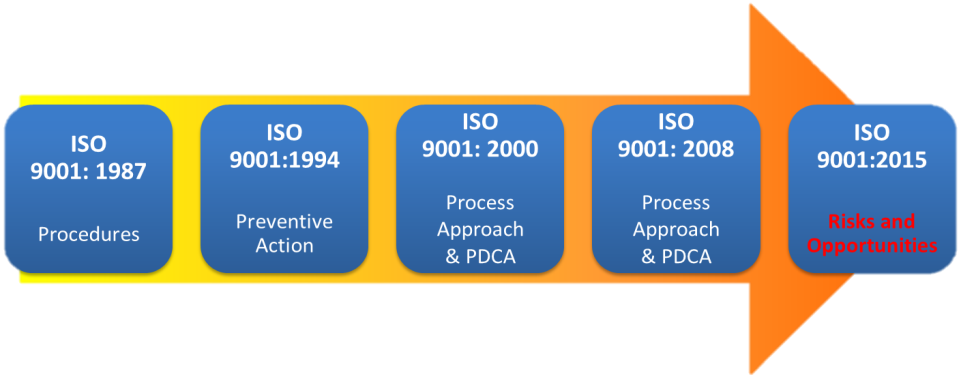 ISO
9001: 1987
Procedures
ISO
9001:1994
Preventive
Action
ISO
9001: 2000
Process
Approach
& PDCA
ISO
9001: 2008
Process
Approach
& PDCA
ISO
9001:2015
Risks and
Opportunities